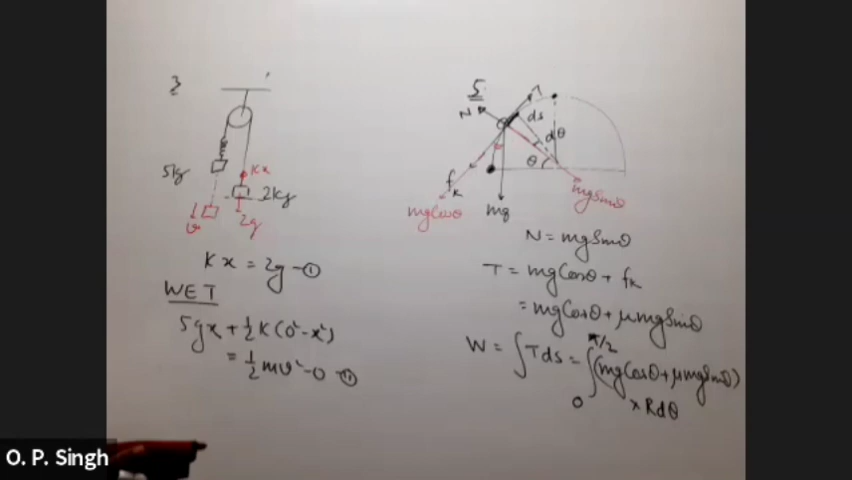 3
5kg
Kx
2kg
2g
v
Kx = 2g - ①
WET
5gx + ½K(0² - x²)
= ½mv² - 0 - ⑪
5
N
ds
dθ
θ
fk
mgCosθ
mg
mgSinθ
N = mgSinθ
T = mgCosθ + fk
= mgCosθ + μmgSinθ
W = ∫Tds = ∫(mgCosθ + μmgSinθ)
π/2
0
× Rdθ
O. P. Singh